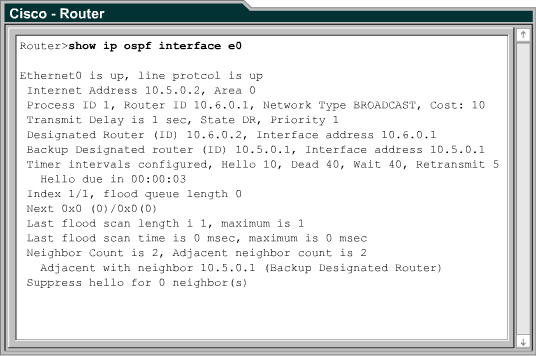 Cisco - Router
Router>show ip ospf interface e0
Ethernet0 is up, line protcol is up
Internet Address 10.5.0.2, Area 0
Process ID 1, Router ID 10.6.0.1, Network Type BROADCAST, Cost: 10
Transmit Delay is 1 sec, State DR, Priority 1
Designated Router (ID) 10.6.0.2, Interface address 10.6.0.1
Backup Designated router (ID) 10.5.0.1, Interface address 10.5.0.1
Timer intervals configured, Hello 10, Dead 40, Wait 40, Retransmit 5
Hello due in 00:00:03
Index 1/1, flood queue length 0
Next 0x0 (0)/0x0(0)
Last flood scan length i 1, maximum is 1
Last flood scan time is 0 msec, maximum is 0 msec
Neighbor Count is 2, Adjacent neighbor count is 2
Adjacent with neighbor 10.5.0.1 (Backup Designated Router)
Suppress hello for 0 neighbor(s)